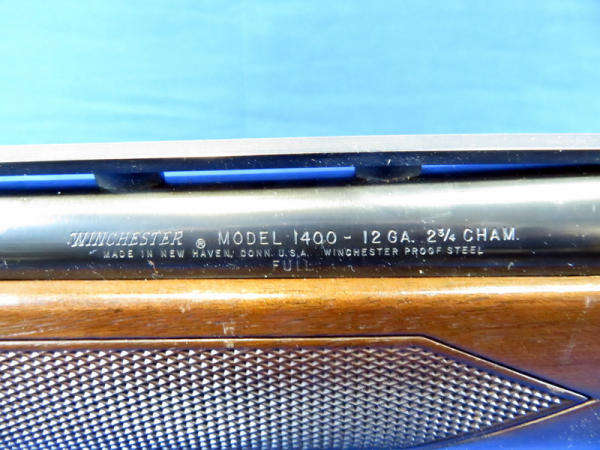 WINCHESTER ® MODEL 1400 - 12 GA. 2¾ CHAM.
MADE IN NEW HAVEN, CONN. U.S.A. WINCHESTER PROOF STEEL
FULL